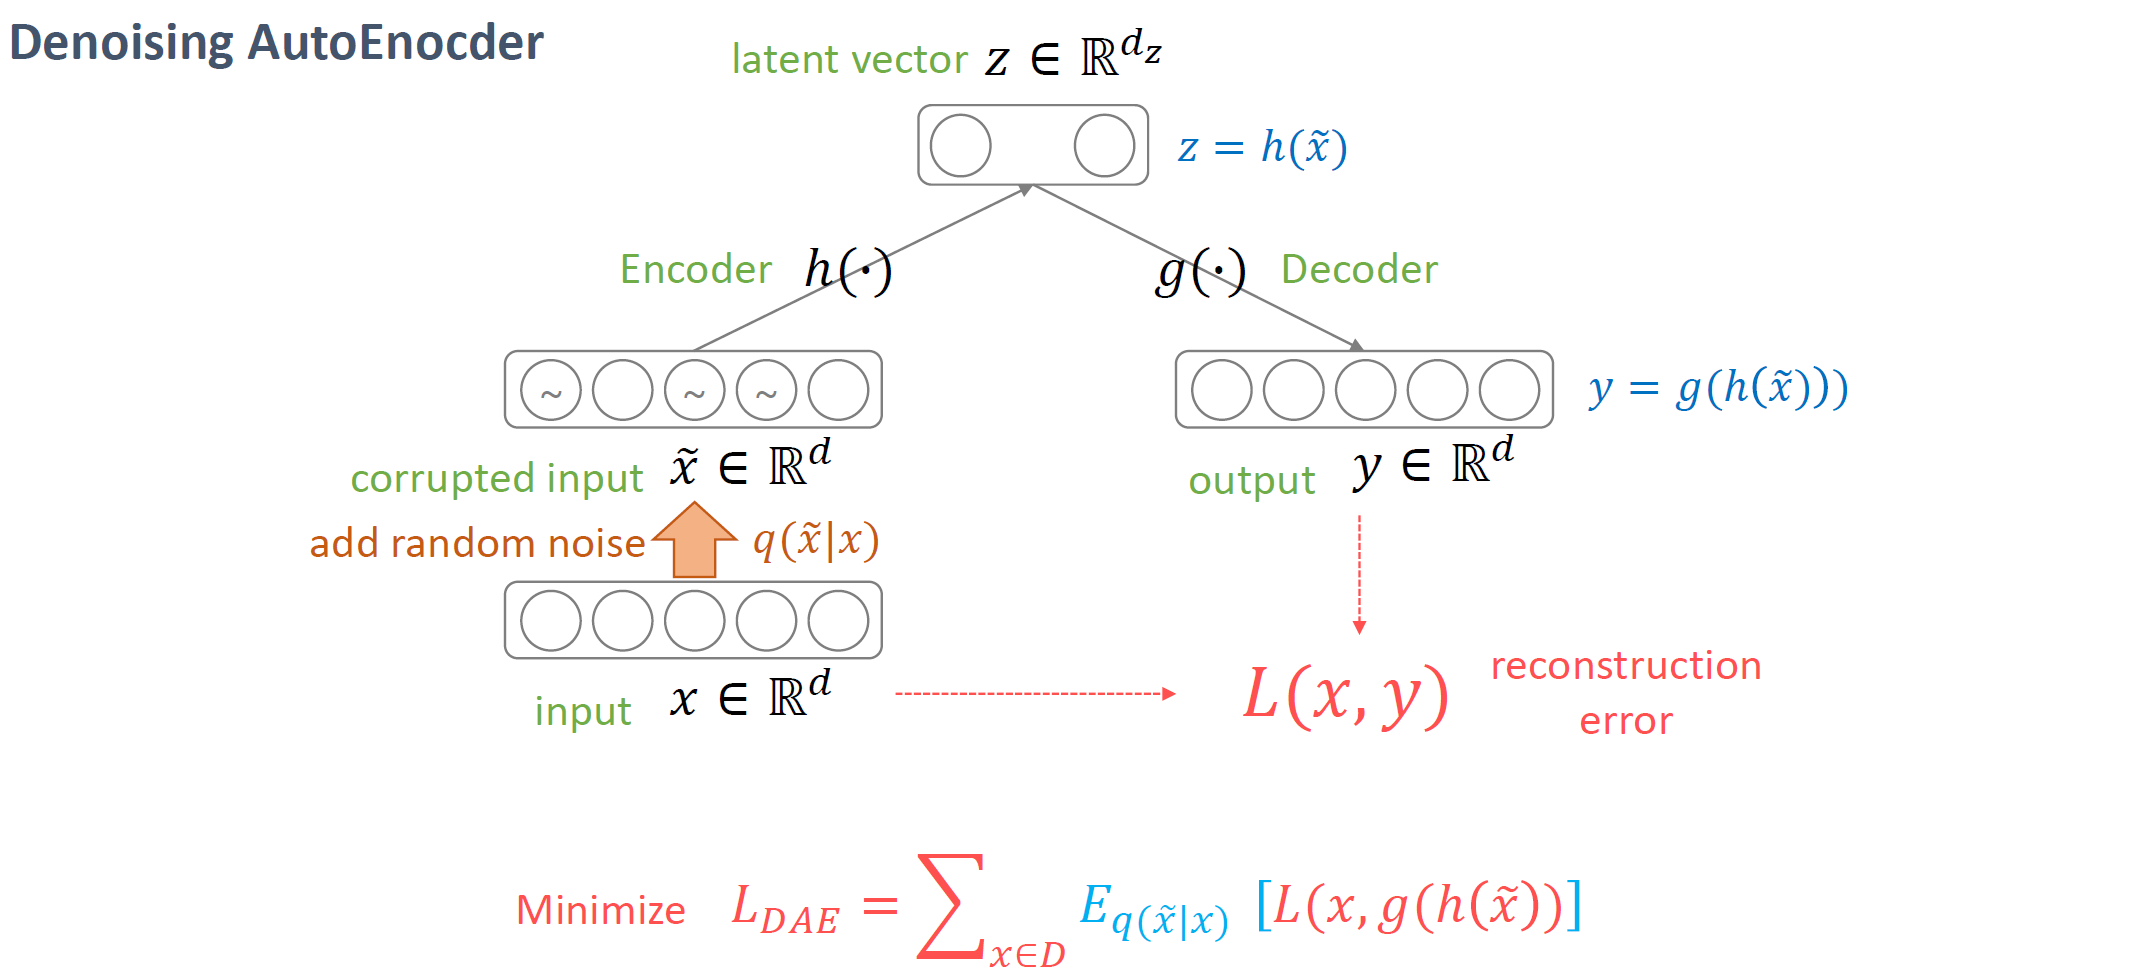 Denoising AutoEnocder
latent vector z ∈ ℝ^{d_z}
z = h(x̃)
Encoder h(·)
g(·) Decoder
~ ~ ~
y = g(h(x̃)))
corrupted input x̃ ∈ ℝ^d
output y ∈ ℝ^d
add random noise q(x̃|x)
input x ∈ ℝ^d
L(x, y)
reconstruction
error
Minimize L_{DAE} = ∑_{x∈D} E_{q(x̃|x)} [L(x, g(h(x̃))]